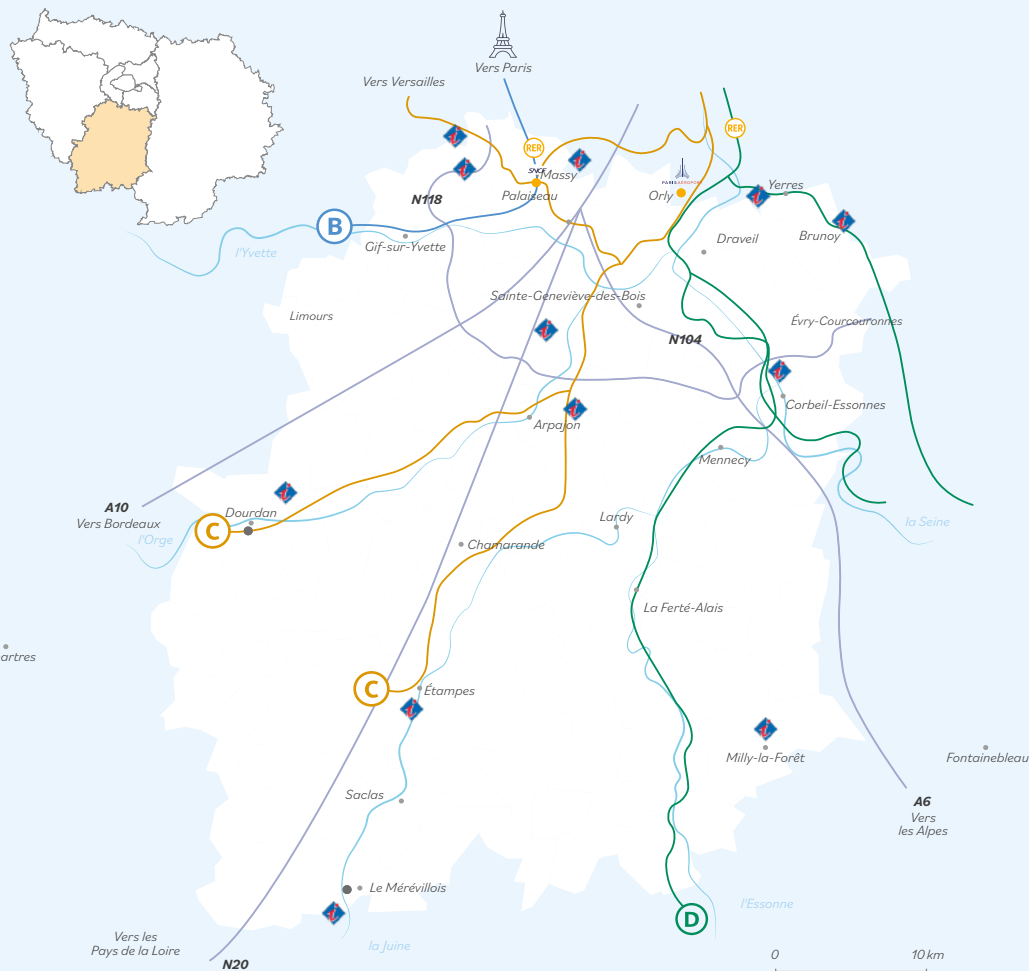 Vers Paris
Vers Versailles
RER
RER
SNCF
Massy
PARIS AÉROPORT
Palaiseau
Orly
Yerres
N118
B
Gif-sur-Yvette
Draveil
Brunoy
l'Yvette
Sainte-Geneviève-des-Bois
Limours
Évry-Courcouronnes
N104
Corbeil-Essonnes
Arpajon
Mennecy
A10
Vers Bordeaux
Dourdan
C
l'Orge
Lardy
la Seine
Chamarande
La Ferté-Alais
artres
C
Étampes
Milly-la-Forêt
Fontainebleau
Saclas
A6
Vers
les Alpes
Le Mérévillois
l'Essonne
D
Vers les
Pays de la Loire
la Juine
N20
0
10 km